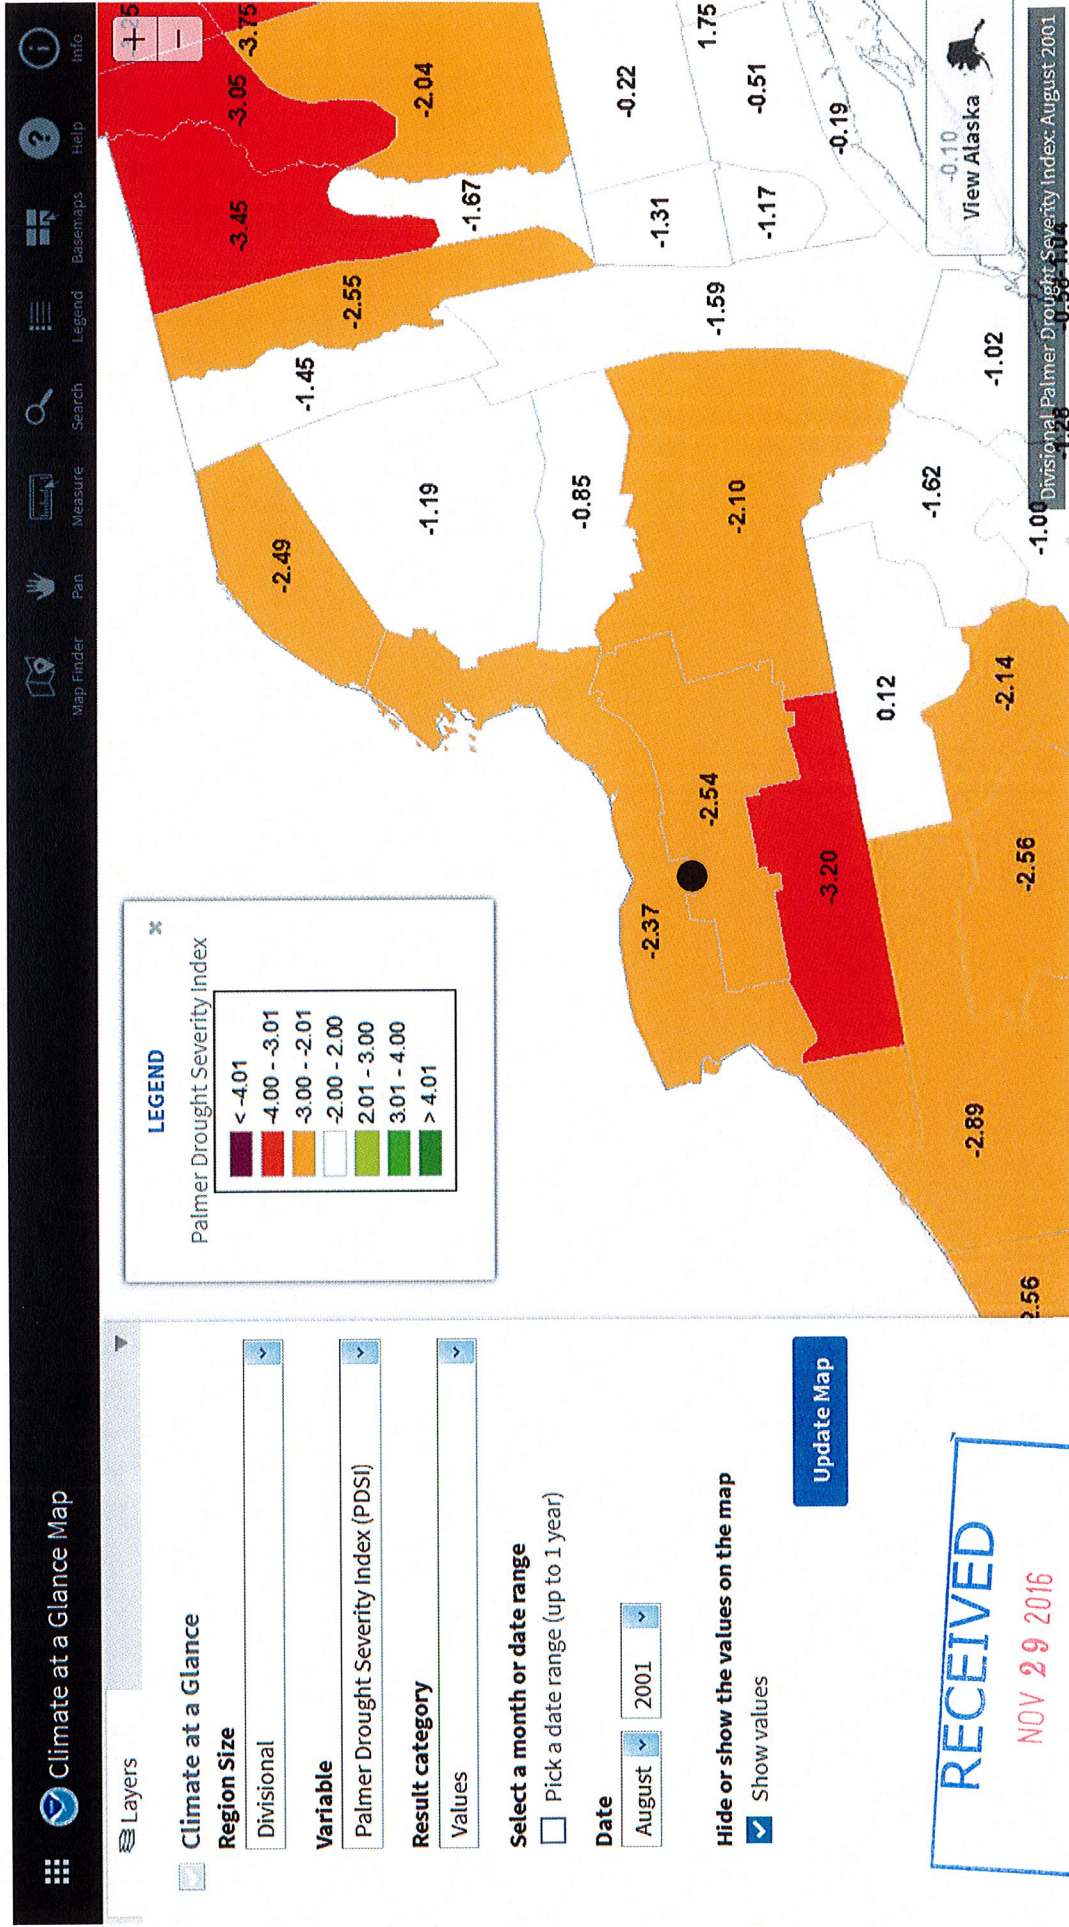 Climate at a Glance Map
Map Finder
Pan
Measure
Search
Legend
Basemaps
Help
Info
Layers
Climate at a Glance
Region Size
Divisional
Variable
Palmer Drought Severity Index (PDSI)
Result category
Values
Select a month or date range
Pick a date range (up to 1 year)
Date
August
2001
Hide or show the values on the map
Show values
Update Map
RECEIVED
NOV 29 2016
LEGEND
×
Palmer Drought Severity Index
< -4.01
-4.00 - -3.01
-3.00 - -2.01
-2.00 - 2.00
2.01 - 3.00
3.01 - 4.00
> 4.01
+
−
-3.75
-3.05
-3.45
-2.55
-1.45
-2.49
-2.04
-1.67
-1.19
-0.85
-0.22
-1.31
1.75
-0.51
-1.17
-0.19
-1.59
-2.10
-2.54
-2.37
-3.20
0.12
-1.62
-1.02
-2.14
-2.56
-2.89
2.56
-1.00
-1.28
-0.10
View Alaska
Divisional Palmer Drought Severity Index: August 2001